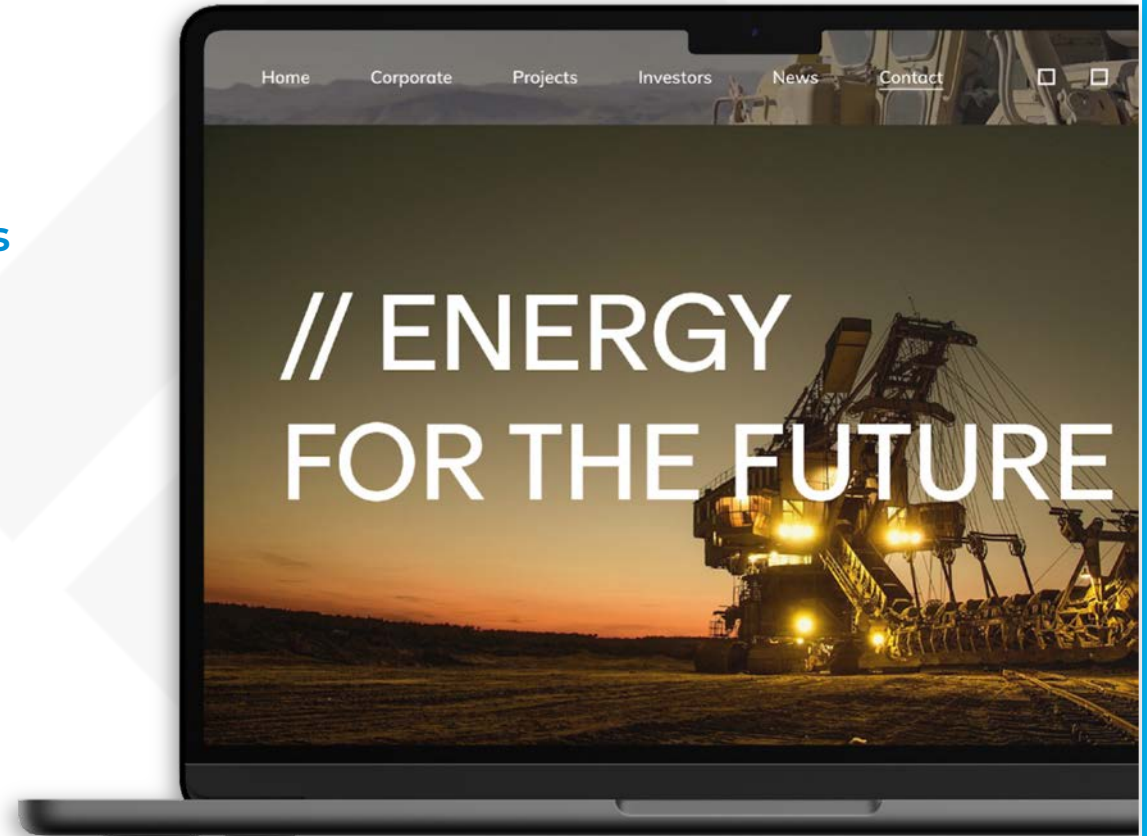 Home Corporate Projects Investors News Contact
s
// ENERGY
FOR THE FUTURE